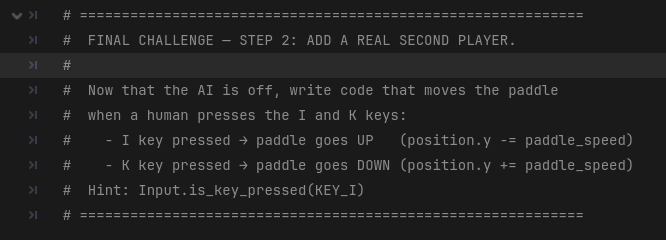 # ============================================================
#  FINAL CHALLENGE — STEP 2: ADD A REAL SECOND PLAYER.
#
#  Now that the AI is off, write code that moves the paddle
#  when a human presses the I and K keys:
#    - I key pressed → paddle goes UP   (position.y -= paddle_speed)
#    - K key pressed → paddle goes DOWN (position.y += paddle_speed)
#  Hint: Input.is_key_pressed(KEY_I)
# ============================================================